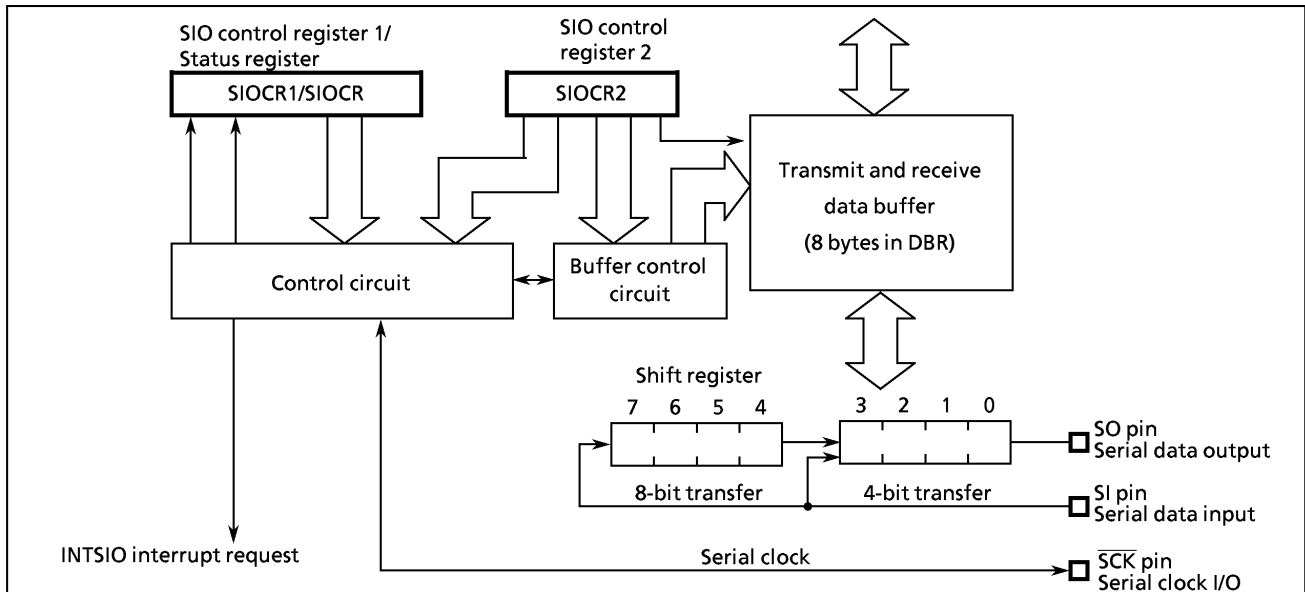 SIO control register 1/
Status register
SIO control
register 2
SIOCR1/SIOCR
SIOCR2
Transmit and receive
data buffer
(8 bytes in DBR)
Control circuit
Buffer control
circuit
Shift register
7 6 5 4
3 2 1 0
SO pin
Serial data output
8-bit transfer
4-bit transfer
SI pin
Serial data input
INTSIO interrupt request
Serial clock
S̅C̅K̅ pin
Serial clock I/O